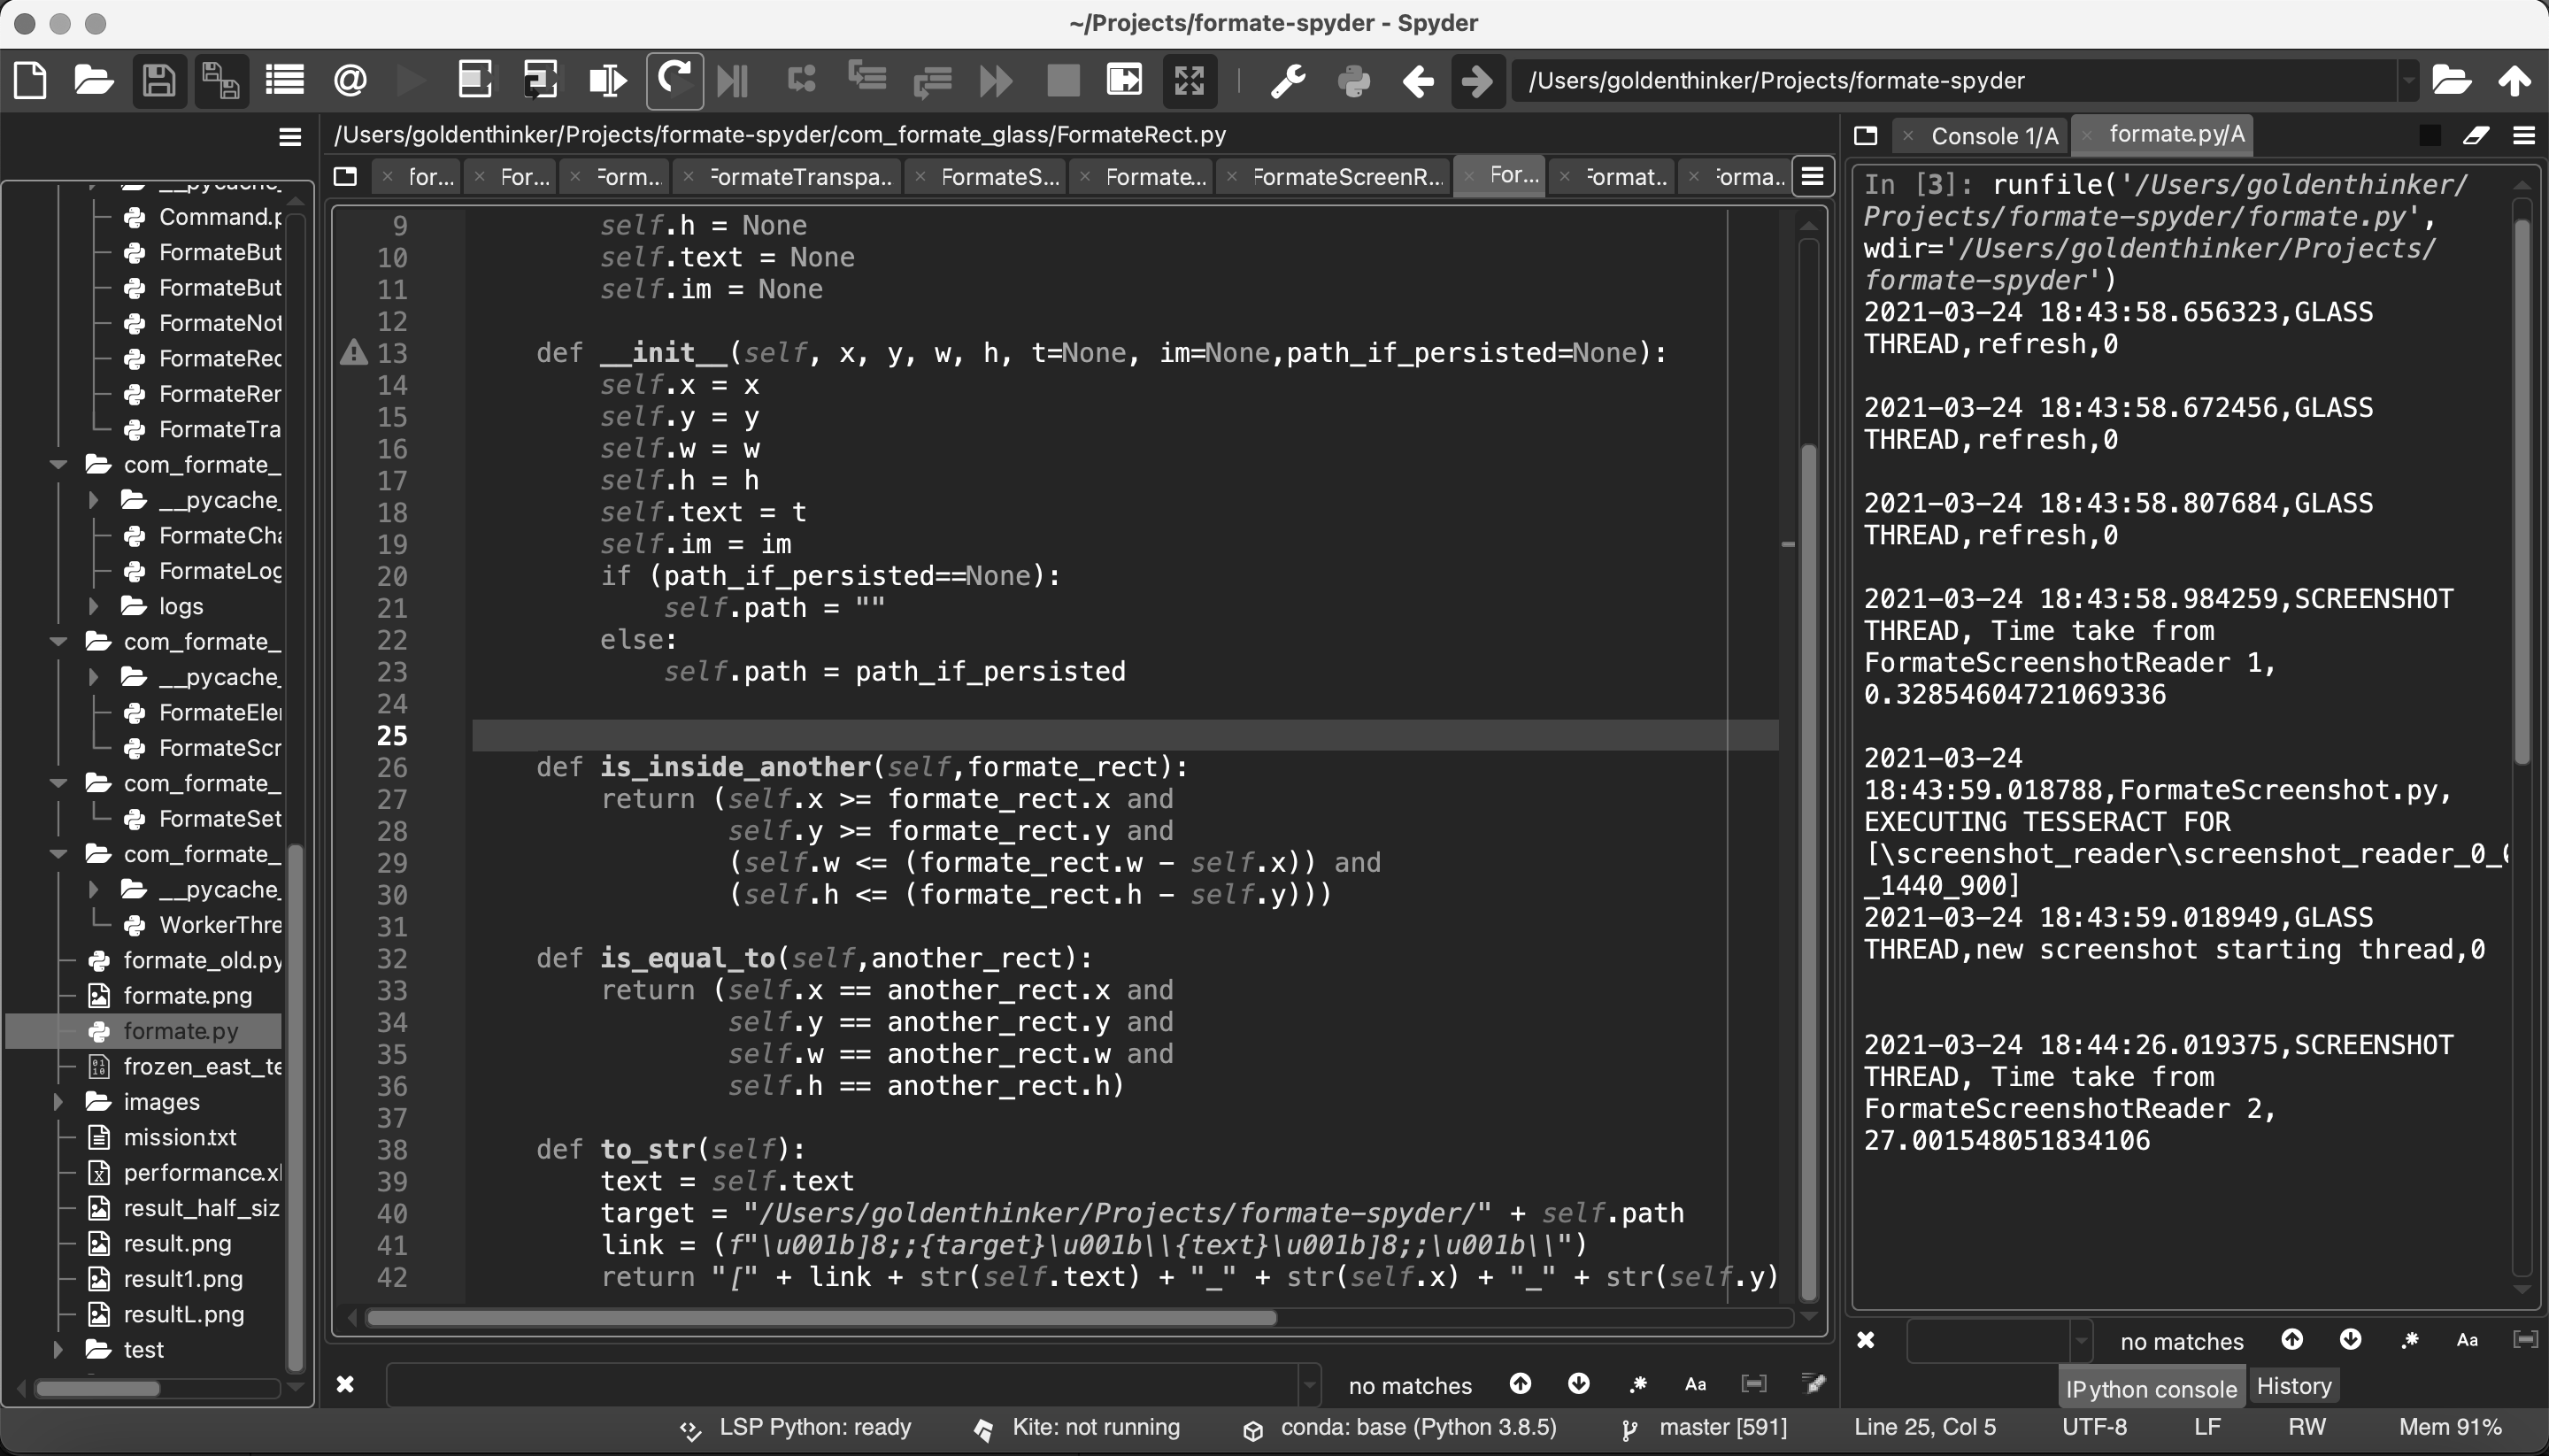 ~/Projects/formate-spyder - Spyder
/Users/goldenthinker/Projects/formate-spyder
/Users/goldenthinker/Projects/formate-spyder/com_formate_glass/FormateRect.py
Console 1/A
formate.py/A
for...
For...
Form...
FormateTranspa..
FormateS...
Formate...
FormateScreenR...
For...
Format..
Forma..
__pycache_
Command.p
FormateBut
FormateBut
FormateNot
FormateRec
FormateRer
FormateTra
com_formate_
__pycache_
FormateCha
FormateLog
logs
com_formate_
__pycache_
FormateEler
FormateScr
com_formate_
FormateSet
com_formate_
__pycache_
WorkerThre
formate_old.py
formate.png
formate.py
frozen_east_te
images
mission.txt
performance.xl
result_half_siz
result.png
result1.png
resultL.png
test
9 self.h = None
10 self.text = None
11 self.im = None
12
13 def __init__(self, x, y, w, h, t=None, im=None,path_if_persisted=None):
14 self.x = x
15 self.y = y
16 self.w = w
17 self.h = h
18 self.text = t
19 self.im = im
20 if (path_if_persisted==None):
21 self.path = ""
22 else:
23 self.path = path_if_persisted
24
25
26 def is_inside_another(self,formate_rect):
27 return (self.x >= formate_rect.x and
28 self.y >= formate_rect.y and
29 (self.w <= (formate_rect.w - self.x)) and
30 (self.h <= (formate_rect.h - self.y)))
31
32 def is_equal_to(self,another_rect):
33 return (self.x == another_rect.x and
34 self.y == another_rect.y and
35 self.w == another_rect.w and
36 self.h == another_rect.h)
37
38 def to_str(self):
39 text = self.text
40 target = "/Users/goldenthinker/Projects/formate-spyder/" + self.path
41 link = (f"\u001b]8;;{target}\u001b\\{text}\u001b]8;;\u001b\\")
42 return "[" + link + str(self.text) + "_" + str(self.x) + "_" + str(self.y)
In [3]: runfile('/Users/goldenthinker/
Projects/formate-spyder/formate.py',
wdir='/Users/goldenthinker/Projects/
formate-spyder')
2021-03-24 18:43:58.656323,GLASS
THREAD,refresh,0
2021-03-24 18:43:58.672456,GLASS
THREAD,refresh,0
2021-03-24 18:43:58.807684,GLASS
THREAD,refresh,0
2021-03-24 18:43:58.984259,SCREENSHOT
THREAD, Time take from
FormateScreenshotReader 1,
0.32854604721069336
2021-03-24
18:43:59.018788,FormateScreenshot.py,
EXECUTING TESSERACT FOR
[\screenshot_reader\screenshot_reader_0_0
_1440_900]
2021-03-24 18:43:59.018949,GLASS
THREAD,new screenshot starting thread,0
2021-03-24 18:44:26.019375,SCREENSHOT
THREAD, Time take from
FormateScreenshotReader 2,
27.001548051834106
no matches
Aa
no matches
Aa
IPython console
History
LSP Python: ready
Kite: not running
conda: base (Python 3.8.5)
master [591]
Line 25, Col 5
UTF-8
LF
RW
Mem 91%